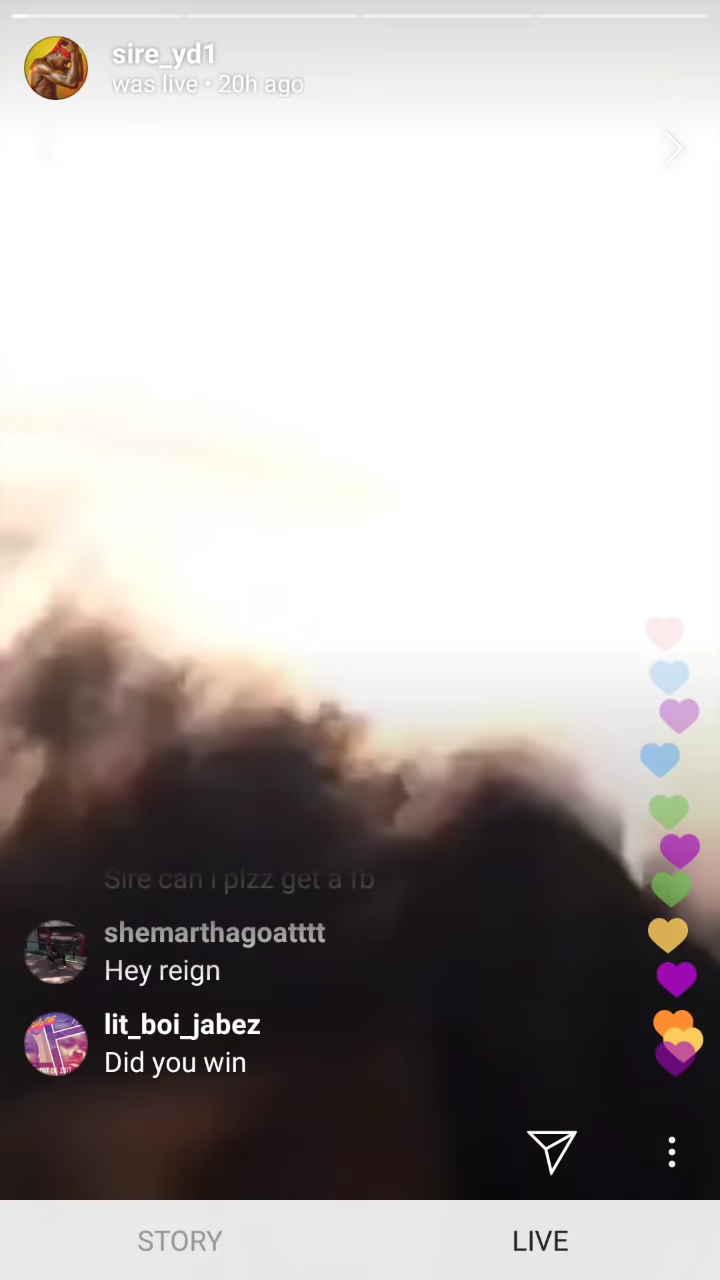 sire_yd1
was live • 20h ago
Sire can i plzz get a fb
shemarthagoatttt
Hey reign
lit_boi_jabez
Did you win
STORY
LIVE